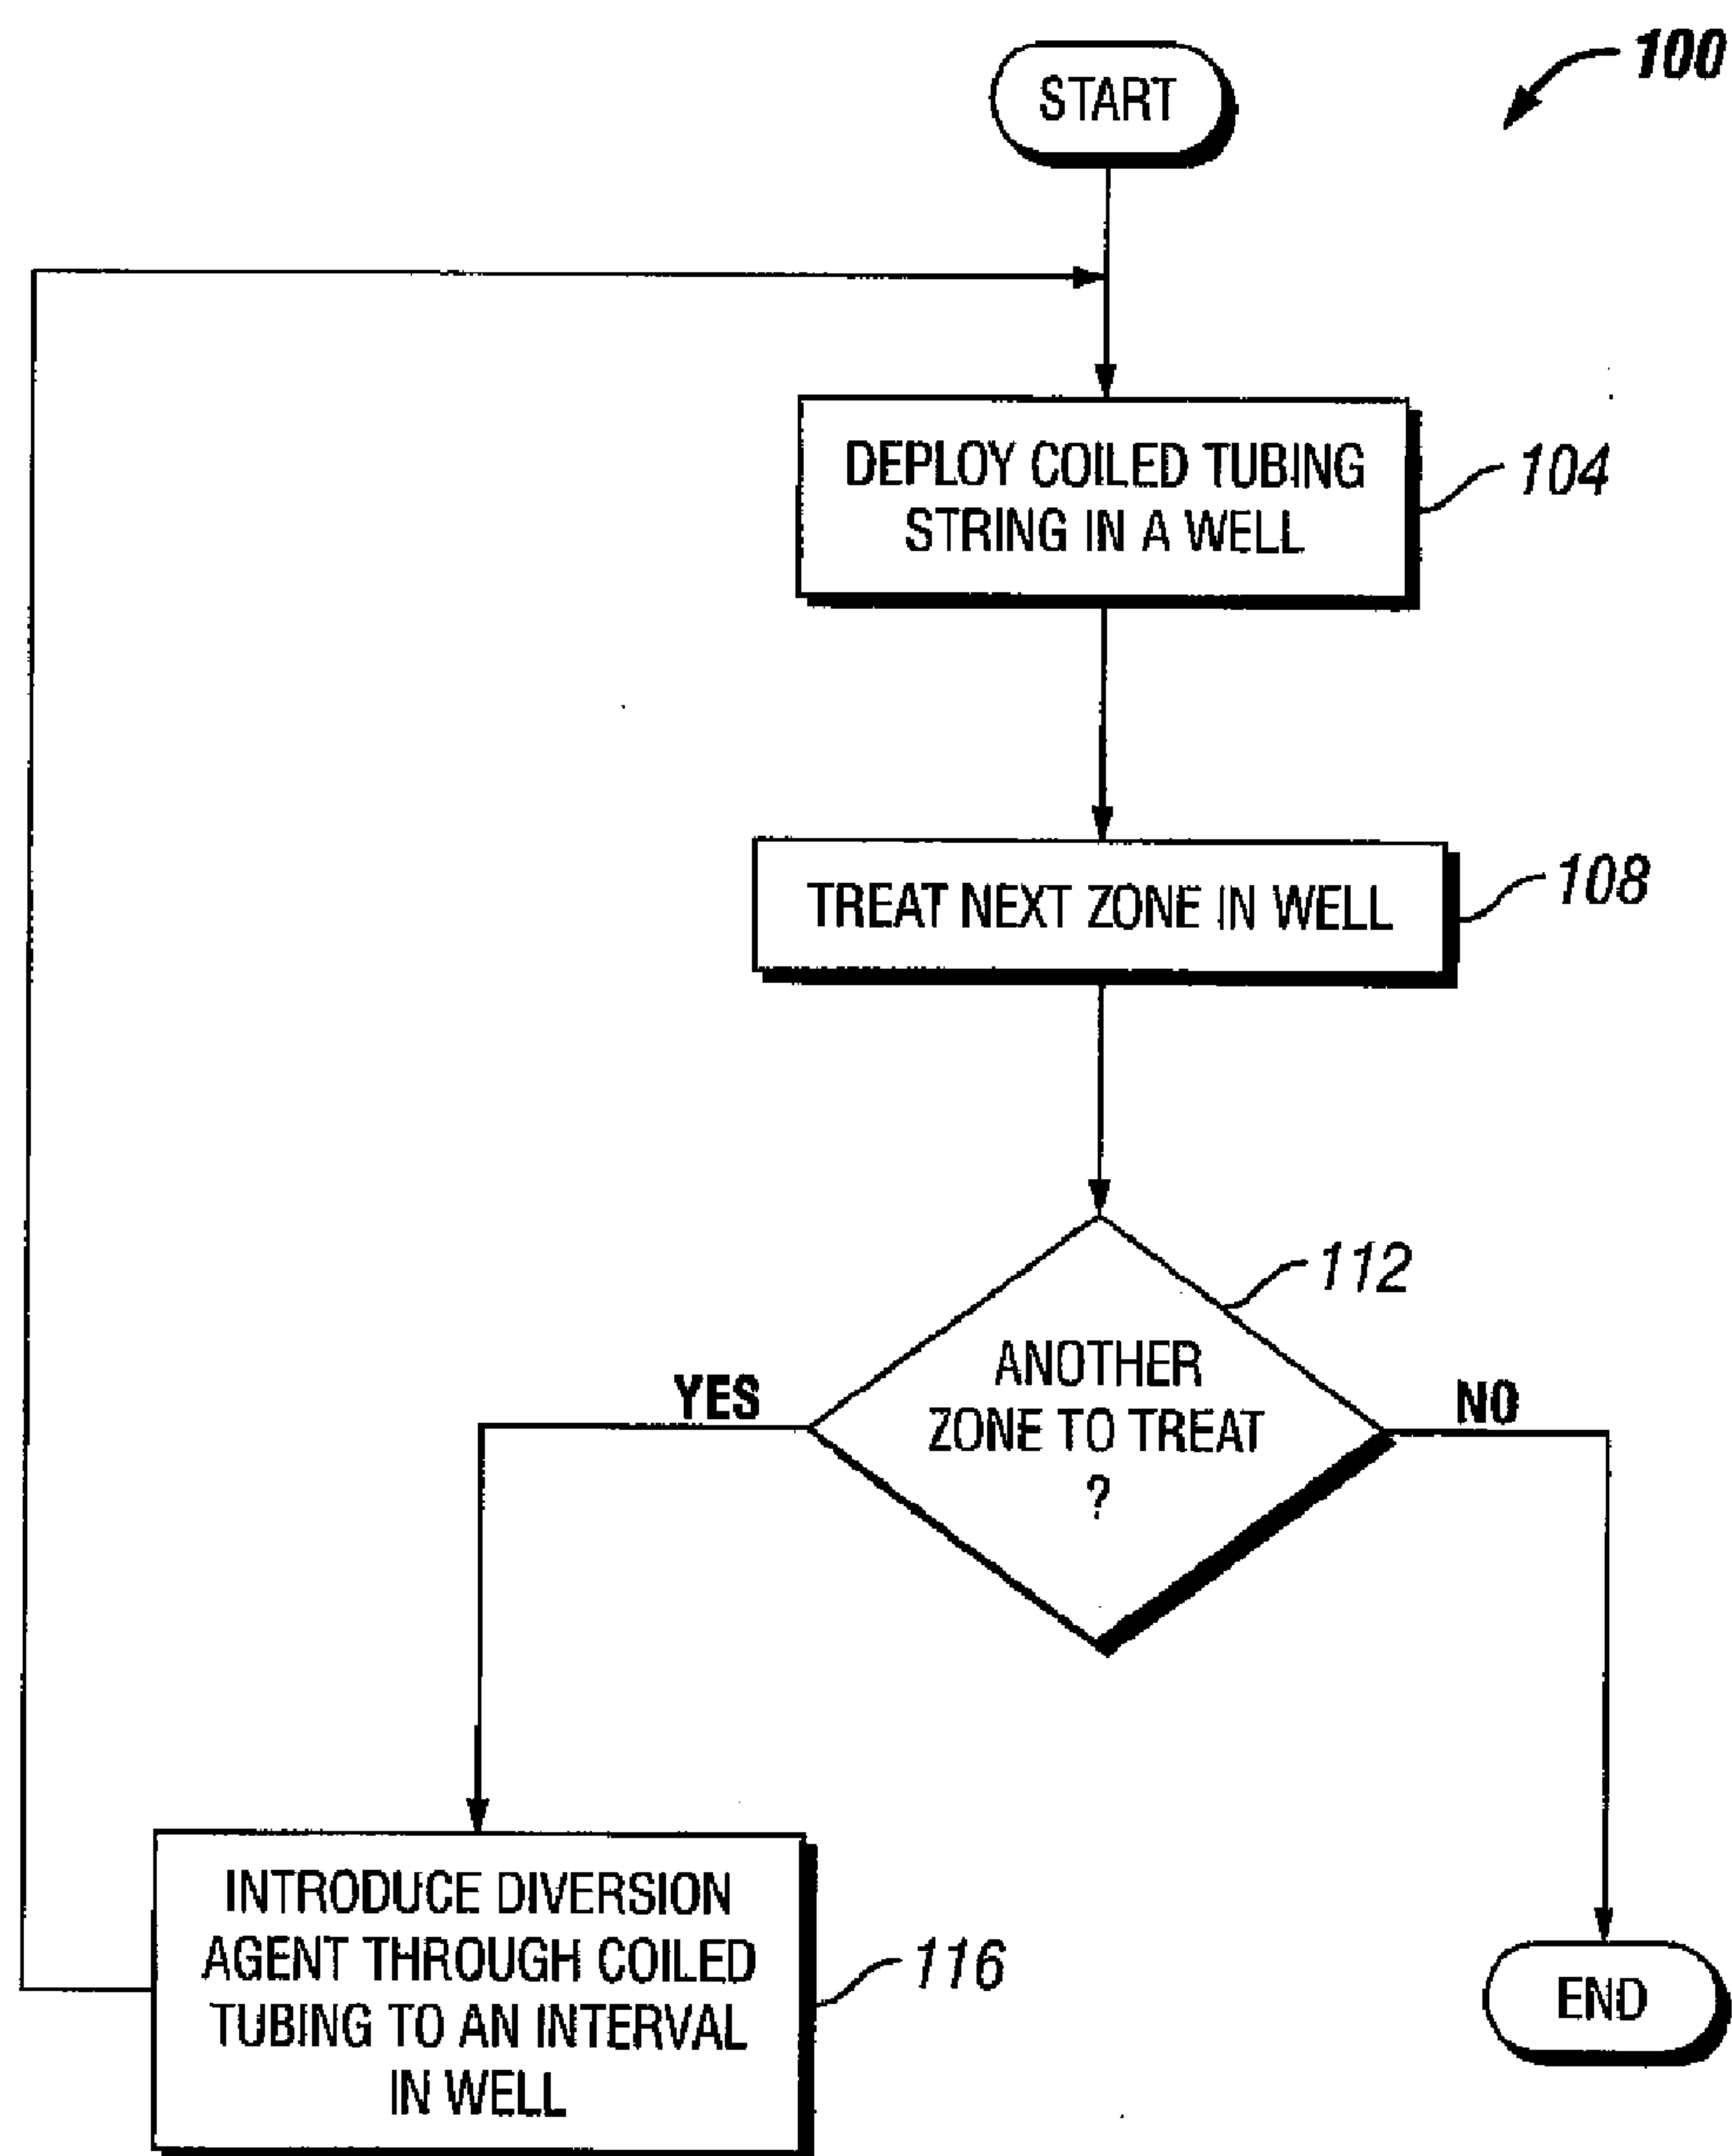 100
START
DEPLOY COILED TUBING
STRING IN A WELL
104
TREAT NEXT ZONE IN WELL
108
112
ANOTHER
ZONE TO TREAT
?
YES
NO
INTRODUCE DIVERSION
AGENT THROUGH COILED
TUBING TO AN INTERVAL
IN WELL
116
END